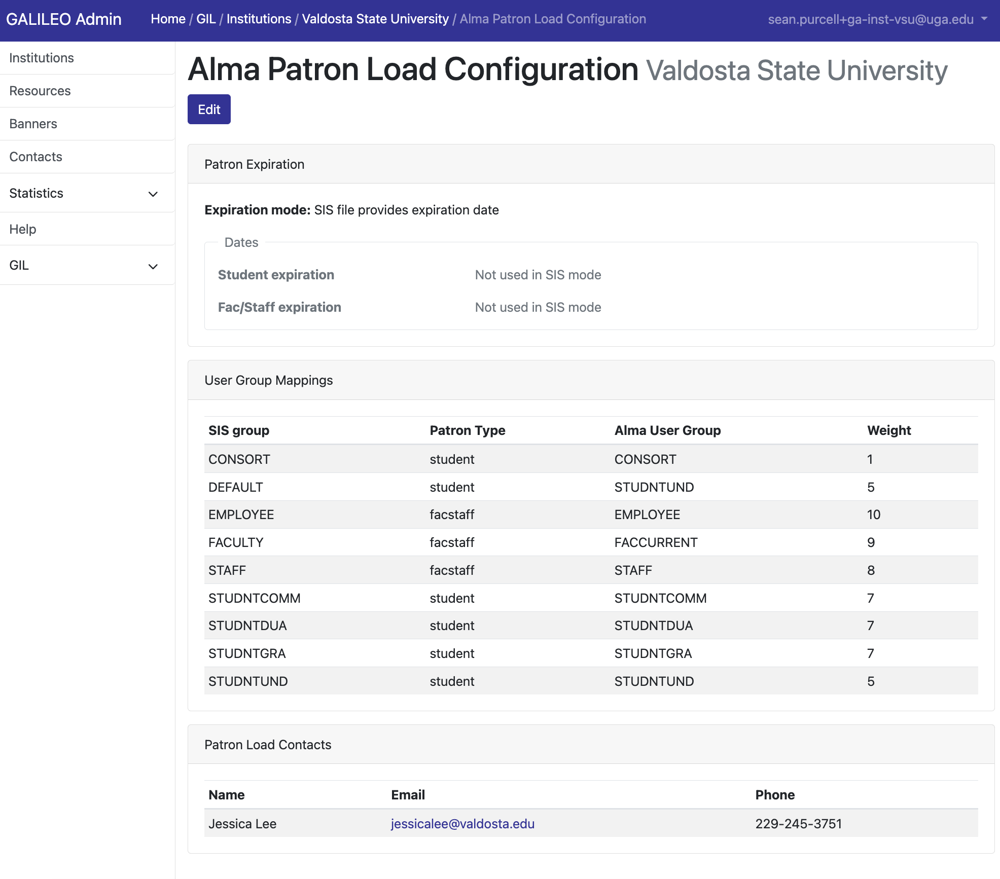 GALILEO Admin Home / GIL / Institutions / Valdosta State University / Alma Patron Load Configuration sean.purcell+ga-inst-vsu@uga.edu
Institutions
Resources
Banners
Contacts
Statistics
Help
GIL
Alma Patron Load Configuration Valdosta State University
Edit
Patron Expiration
Expiration mode: SIS file provides expiration date
Dates
Student expiration Not used in SIS mode
Fac/Staff expiration Not used in SIS mode
User Group Mappings
SIS group Patron Type Alma User Group Weight
CONSORT student CONSORT 1
DEFAULT student STUDNTUND 5
EMPLOYEE facstaff EMPLOYEE 10
FACULTY facstaff FACCURRENT 9
STAFF facstaff STAFF 8
STUDNTCOMM student STUDNTCOMM 7
STUDNTDUA student STUDNTDUA 7
STUDNTGRA student STUDNTGRA 7
STUDNTUND student STUDNTUND 5
Patron Load Contacts
Name Email Phone
Jessica Lee jessicalee@valdosta.edu 229-245-3751